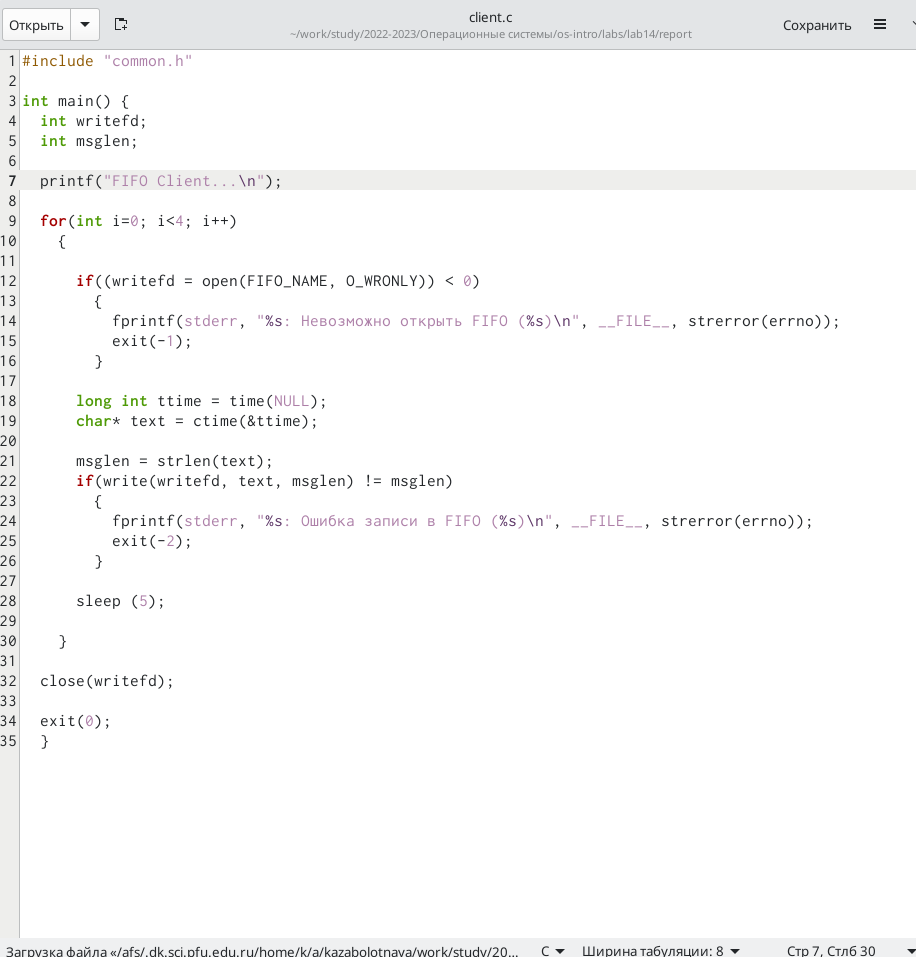 Открыть
client.c
~/work/study/2022-2023/Операционные системы/os-intro/labs/lab14/report
Сохранить
1 #include "common.h"
2
3 int main() {
4 int writefd;
5 int msglen;
6
7 printf("FIFO Client...\n");
8
9 for(int i=0; i<4; i++)
10 {
11
12 if((writefd = open(FIFO_NAME, O_WRONLY)) < 0)
13 {
14 fprintf(stderr, "%s: Невозможно открыть FIFO (%s)\n", __FILE__, strerror(errno));
15 exit(-1);
16 }
17
18 long int ttime = time(NULL);
19 char* text = ctime(&ttime);
20
21 msglen = strlen(text);
22 if(write(writefd, text, msglen) != msglen)
23 {
24 fprintf(stderr, "%s: Ошибка записи в FIFO (%s)\n", __FILE__, strerror(errno));
25 exit(-2);
26 }
27
28 sleep (5);
29
30 }
31
32 close(writefd);
33
34 exit(0);
35 }
Загрузка файла «/afs/.dk.sci.pfu.edu.ru/home/k/a/kazabolotnaya/work/study/20... C Ширина табуляции: 8 Стр 7, Стлб 30